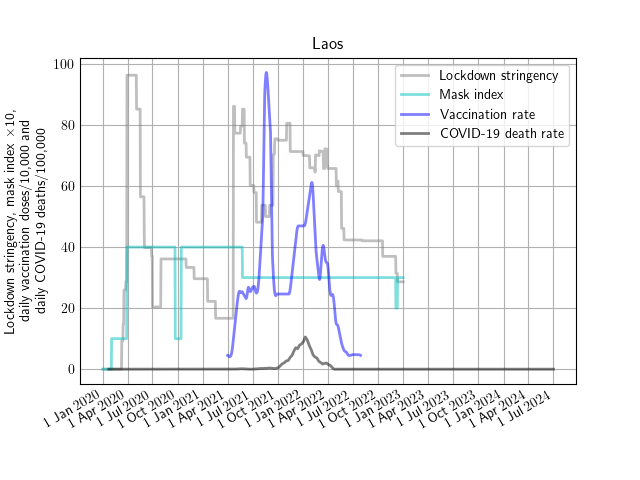 Laos
Lockdown stringency, mask index ×10,
daily vaccination doses/10,000 and
daily COVID-19 deaths/100,000
100
80
60
40
20
0
Lockdown stringency
Mask index
Vaccination rate
COVID-19 death rate
1 Jan 2020
1 Apr 2020
1 Jul 2020
1 Oct 2020
1 Jan 2021
1 Apr 2021
1 Jul 2021
1 Oct 2021
1 Jan 2022
1 Apr 2022
1 Jul 2022
1 Oct 2022
1 Jan 2023
1 Apr 2023
1 Jul 2023
1 Oct 2023
1 Jan 2024
1 Apr 2024
1 Jul 2024